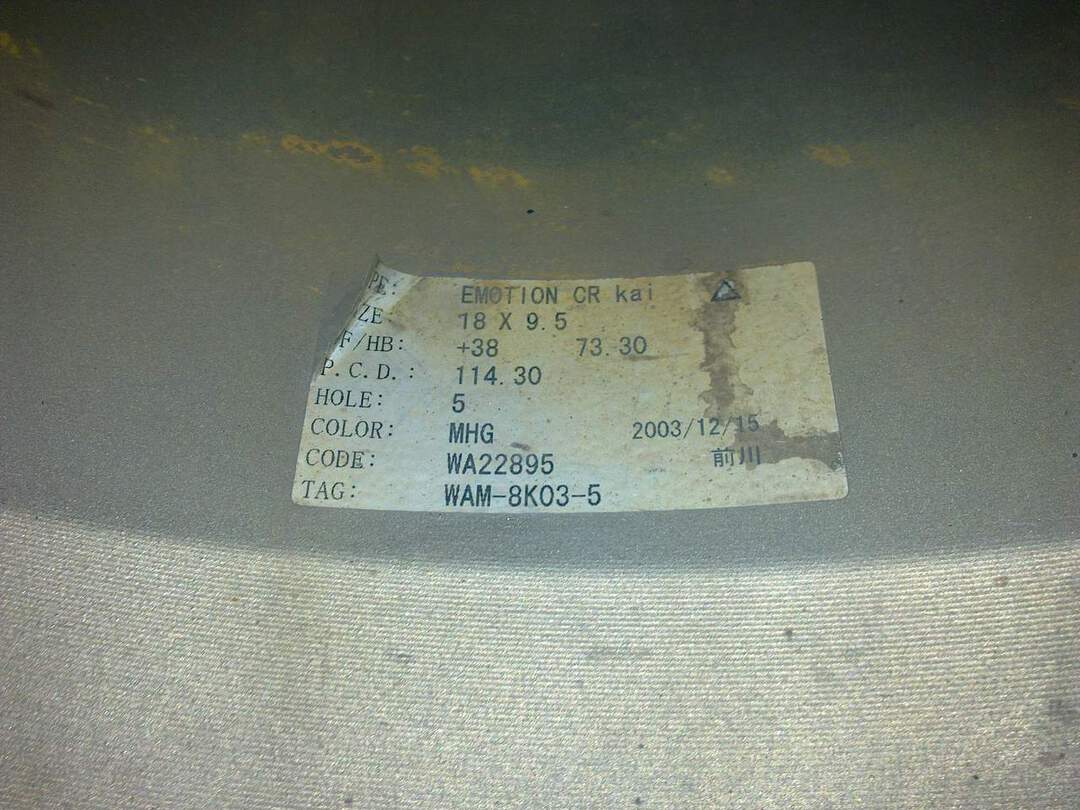 PE: EMOTION CR kai
ZE: 18 X 9.5
F/HB: +38 73.30
P.C.D.: 114.30
HOLE: 5
COLOR: MHG 2003/12/15
CODE: WA22895 前川
TAG: WAM-8K03-5